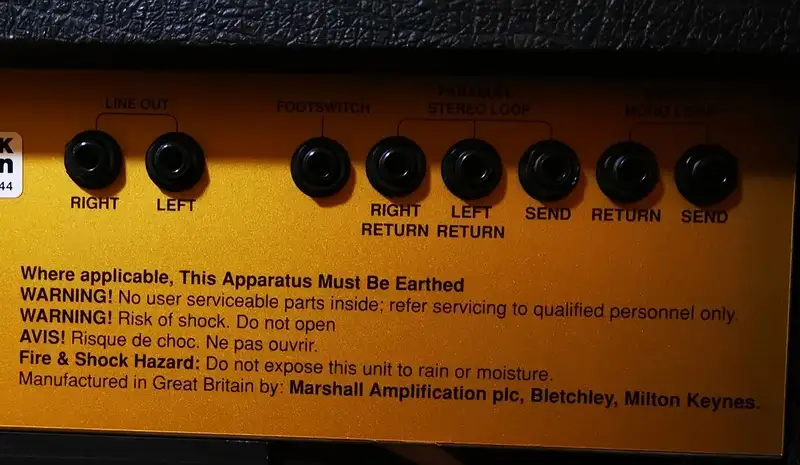 LINE OUT
FOOTSWITCH
PARALLEL
STEREO LOOP
MONO LOOP
K
n
44
RIGHT
LEFT
RIGHT
RETURN
LEFT
RETURN
SEND
RETURN
SEND
Where applicable, This Apparatus Must Be Earthed
WARNING! No user serviceable parts inside; refer servicing to qualified personnel only.
WARNING! Risk of shock. Do not open
AVIS! Risque de choc. Ne pas ouvrir.
Fire & Shock Hazard: Do not expose this unit to rain or moisture.
Manufactured in Great Britain by: Marshall Amplification plc, Bletchley, Milton Keynes.